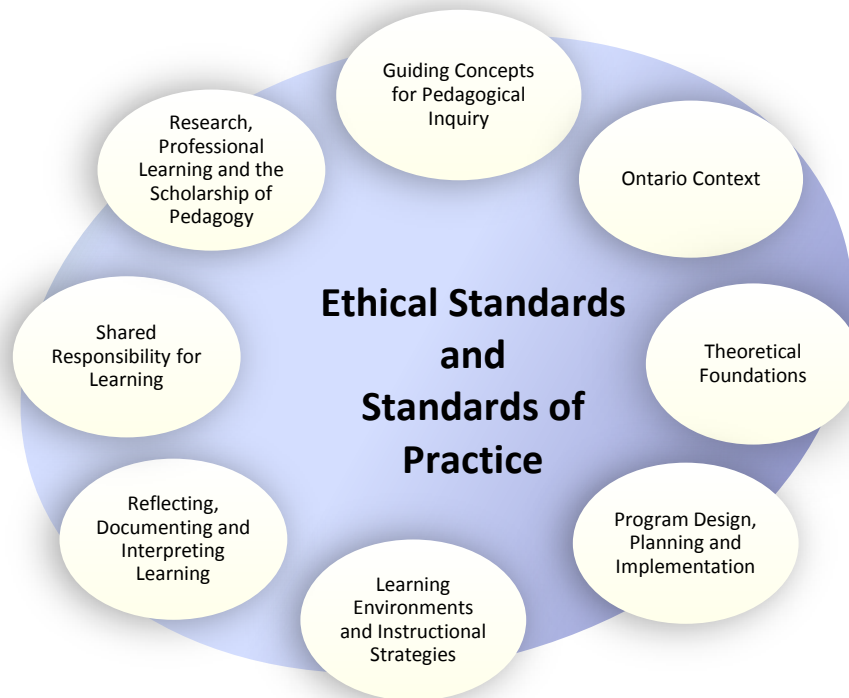 Guiding Concepts
for Pedagogical
Inquiry
Ontario Context
Theoretical
Foundations
Program Design,
Planning and
Implementation
Learning
Environments
and Instructional
Strategies
Reflecting,
Documenting and
Interpreting
Learning
Shared
Responsibility for
Learning
Research,
Professional
Learning and the
Scholarship of
Pedagogy
Ethical Standards
and
Standards of
Practice